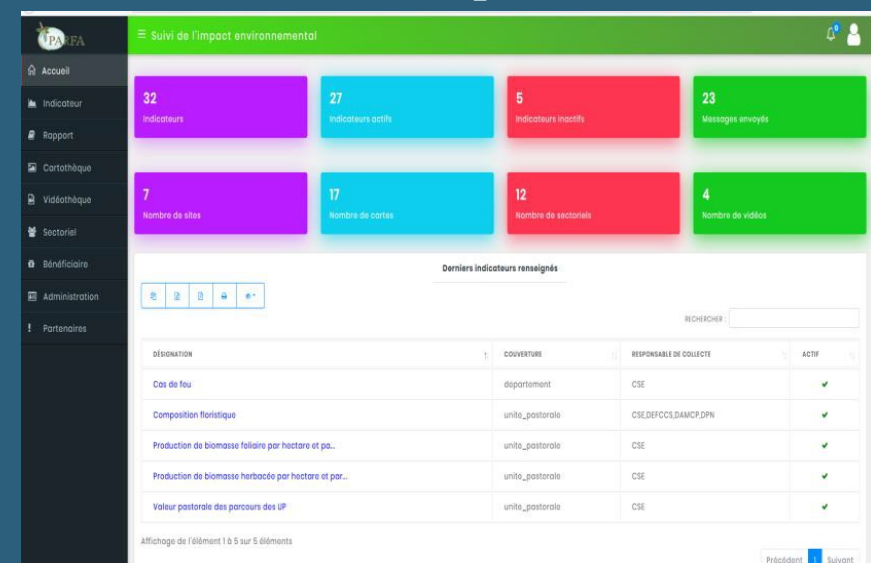 PARFA
Suivi de l'impact environnemental
0
Accueil
Indicateur
Rapport
Cartothèque
Vidéothèque
Sectoriel
Bénéficiaire
Administration
Partenaires
32
Indicateurs
27
Indicateurs actifs
5
Indicateurs inactifs
23
Messages envoyés
7
Nombre de sites
17
Nombre de cartes
12
Nombre de sectoriels
4
Nombre de vidéos
Derniers indicateurs renseignés
RECHERCHER :
DÉSIGNATION COUVERTURE RESPONSABLE DE COLLECTE ACTIF
Cas de feu departement CSE
Composition floristique unite_pastorale CSE,DEFCCS,DAMCP,DPN
Production de biomasse foliaire par hectare et pa... unite_pastorale CSE
Production de biomasse herbacée par hectare et par... unite_pastorale CSE
Valeur pastorale des parcours des UP unite_pastorale CSE
Affichage de l'élément 1 à 5 sur 5 éléments
Précédent 1 Suivant